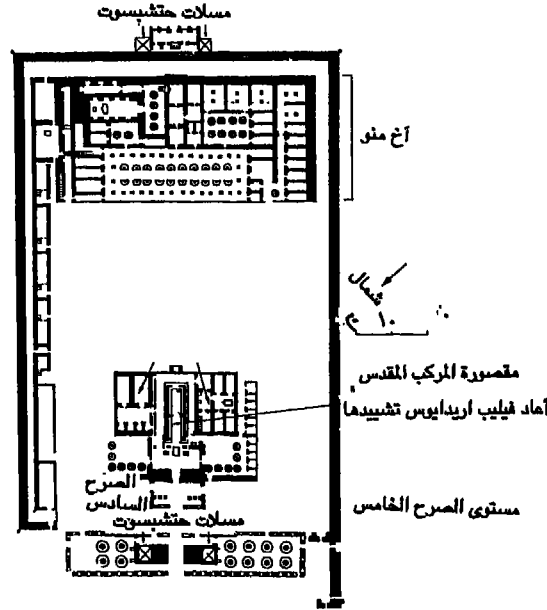 مسلات حتشبسوت
آخ منو
شمال
١٠ م
مقصورة المركب المقدس
أعاد فيليب اريدايوس تشييدها
الصرح
السادس
مستوى الصرح الخامس
مسلات حتشبسوت